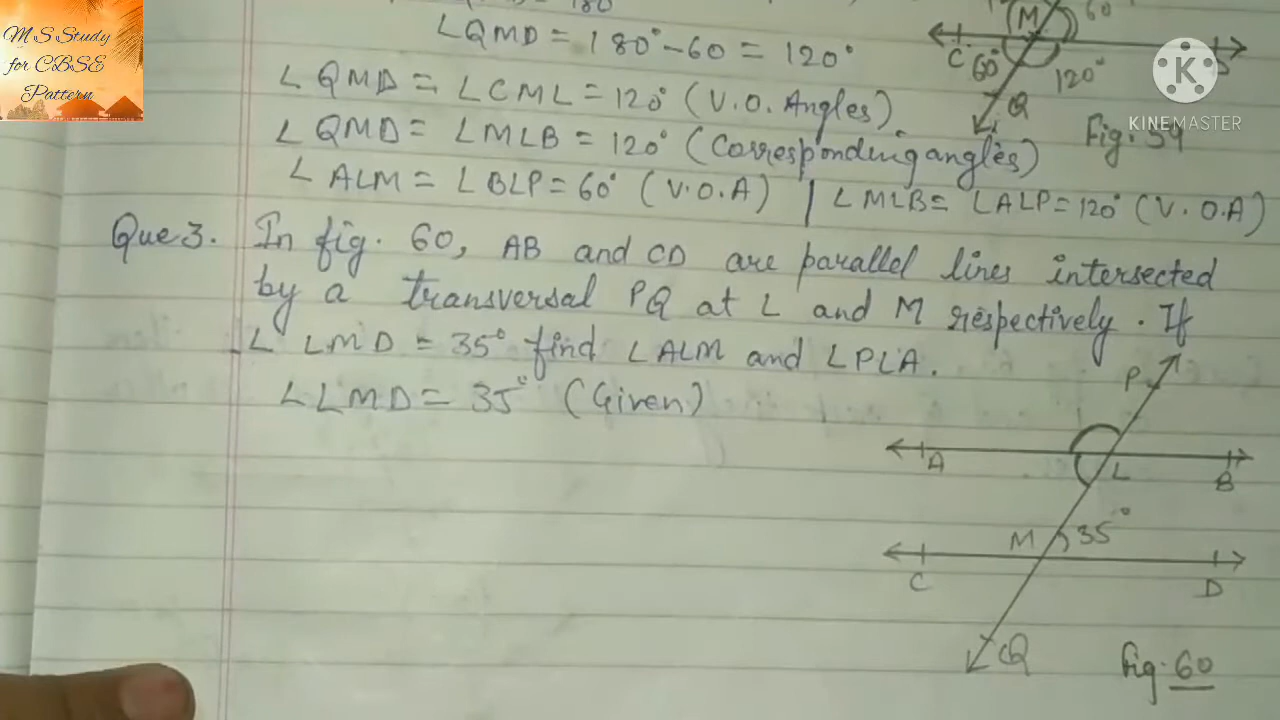 M S Study
for CBSE
Pattern
∠QMD = 180° - 60 = 120°
∠QMD = ∠CML = 120° (V.O. Angles)
∠QMD = ∠MLB = 120° (Corresponding angles)
∠ALM = ∠BLP = 60° (V.O.A) | ∠MLB = ∠ALP = 120° (V.O.A)
M 60
C 60° 120°
Q
Fig. 59
KINEMASTER
Que 3. In fig. 60, AB and CD are parallel lines intersected
by a transversal PQ at L and M respectively. If
∠LMD = 35° find ∠ALM and ∠PLA.
∠LMD = 35° (Given)
P
A L B
M 35°
C D
Q
Fig. 60